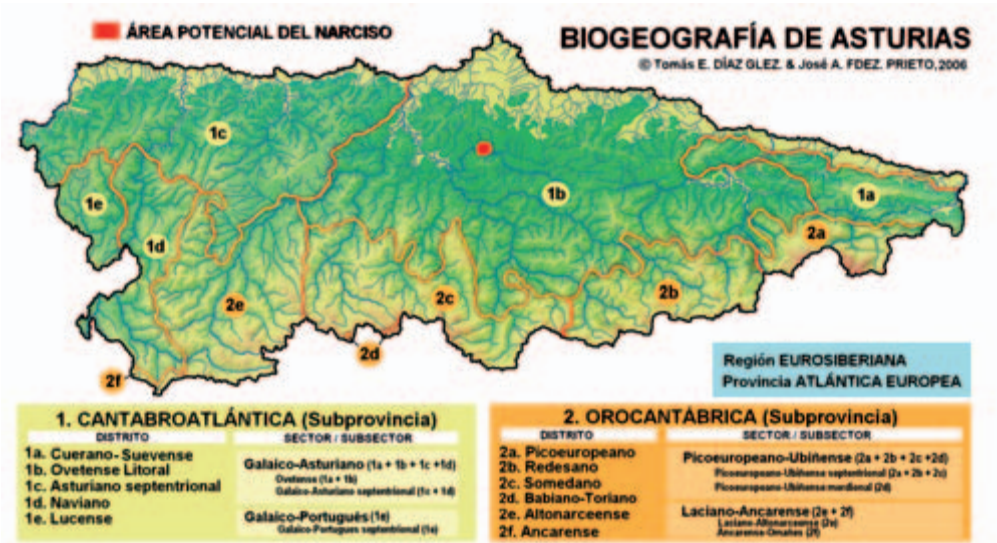 ÁREA POTENCIAL DEL NARCISO
BIOGEOGRAFÍA DE ASTURIAS
© Tomás E. DÍAZ GLEZ. & José A. FDEZ. PRIETO, 2006
1c
1e
1b
1a
1d
2a
2e
2c
2b
2d
2f
Región EUROSIBERIANA
Provincia ATLÁNTICA EUROPEA
1. CANTABROATLÁNTICA (Subprovincia)
DISTRITO
SECTOR / SUBSECTOR
1a. Cuerano-Suevense
1b. Ovetense Litoral
1c. Asturiano septentrional
1d. Naviano
1e. Lucense
Galaico-Asturiano (1a + 1b + 1c +1d)
Ovetense (1a + 1b)
Galaico-Asturiano septentrional (1c + 1d)
Galaico-Portugués (1e)
Galaico-Portugues septentrional (1e)
2. OROCANTÁBRICA (Subprovincia)
DISTRITO
SECTOR / SUBSECTOR
2a. Picoeuropeano
2b. Redesano
2c. Somedano
2d. Babiano-Toriano
2e. Altonarceense
2f. Ancarense
Picoeuropeano-Ubiñense (2a + 2b + 2c +2d)
Picoeuropeano-Ubiñense septentrional (2a + 2b + 2c)
Picoeuropeano-Ubiñense meridional (2d)
Laciano-Ancarense (2e + 2f)
Laciano-Altonarceense (2e)
Ancarense-Omañes (2f)